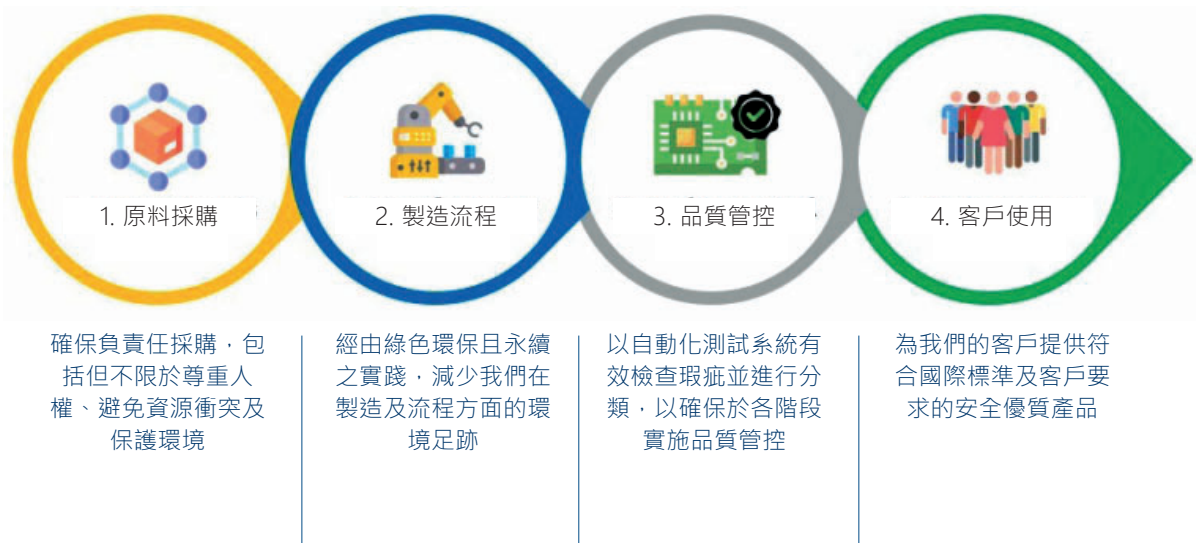 1. 原料採購
2. 製造流程
3. 品質管控
4. 客戶使用
確保負責任採購，包
括但不限於尊重人
權、避免資源衝突及
保護環境
經由綠色環保且永續
之實踐，減少我們在
製造及流程方面的環
境足跡
以自動化測試系統有
效檢查瑕疵並進行分
類，以確保於各階段
實施品質管控
為我們的客戶提供符
合國際標準及客戶要
求的安全優質產品